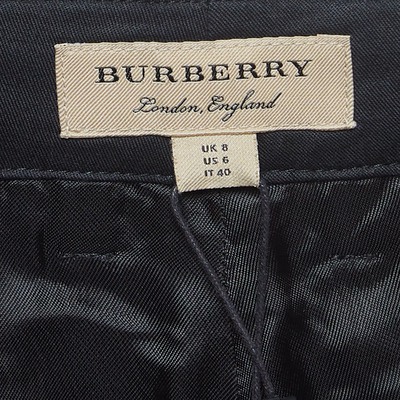 BURBERRY
London, England
UK 8
US 6
IT 40